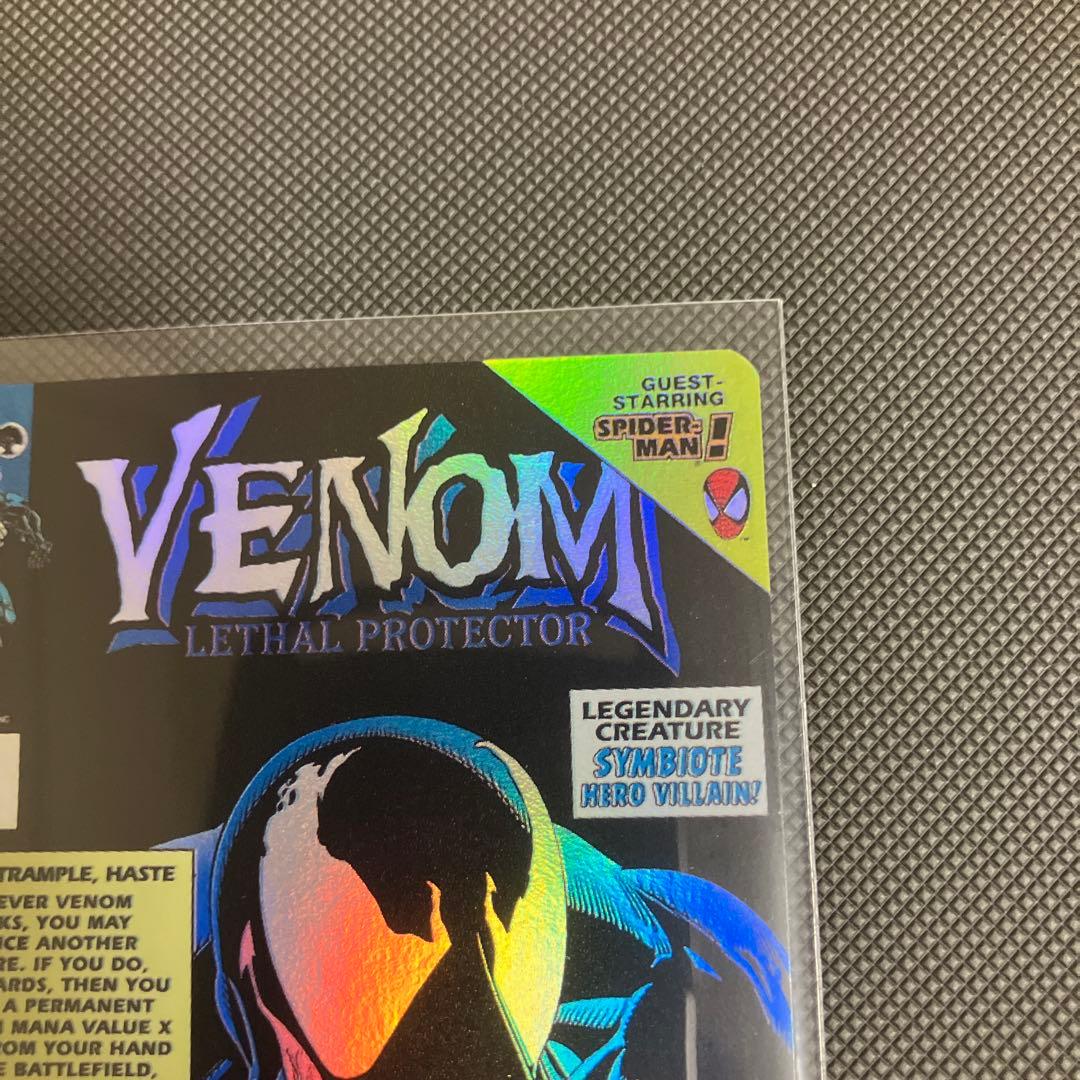 GUEST-
STARRING
SPIDER-
MAN!
VENOM
LETHAL PROTECTOR
LEGENDARY
CREATURE
SYMBIOTE
HERO VILLAIN!
TRAMPLE, HASTE
EVER VENOM
KS, YOU MAY
ICE ANOTHER
RE. IF YOU DO,
ARDS, THEN YOU
A PERMANENT
MANA VALUE X
ROM YOUR HAND
E BATTLEFIELD,